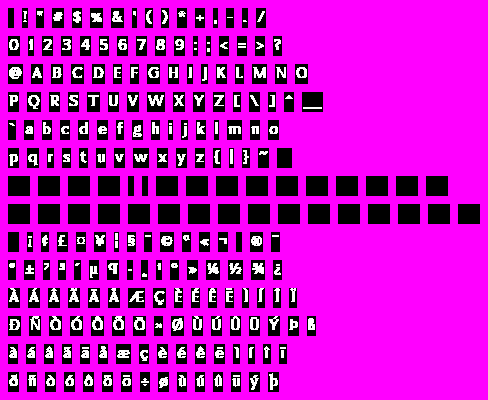 ! " # $ % & ' ( ) * + , - . /
0 1 2 3 4 5 6 7 8 9 : ; < = > ?
@ A B C D E F G H I J K L M N O
P Q R S T U V W X Y Z [ \ ] ^ _
` a b c d e f g h i j k l m n o
p q r s t u v w x y z { | } ~
¡ ¢ £ ¤ ¥ ¦ § ¨ © ª « ¬ ® ¯
° ± ² ³ ´ µ ¶ · ¸ ¹ º » ¼ ½ ¾ ¿
À Á Â Ã Ä Å Æ Ç È É Ê Ë Ì Í Î Ï
Ð Ñ Ò Ó Ô Õ Ö × Ø Ù Ú Û Ü Ý Þ ß
à á â ã ä å æ ç è é ê ë ì í î ï
ð ñ ò ó ô õ ö ÷ ø ù ú û ü ý þ